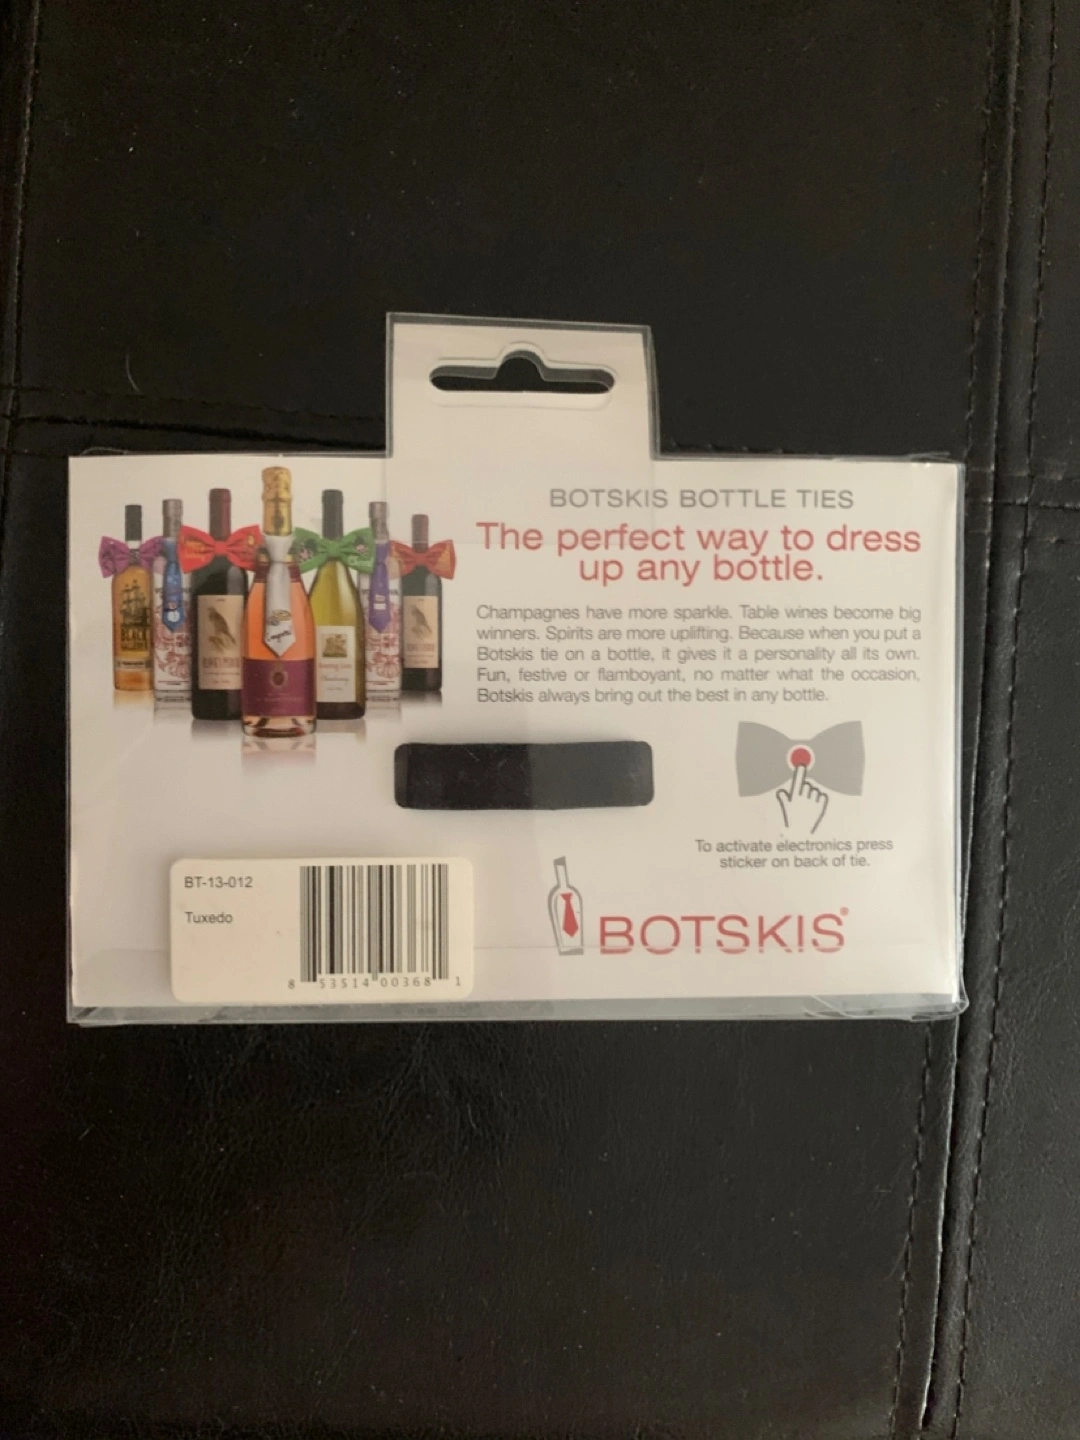 BOTSKIS BOTTLE TIES
The perfect way to dress
up any bottle.
Champagnes have more sparkle. Table wines become big
winners. Spirits are more uplifting. Because when you put a
Botskis tie on a bottle, it gives it a personality all its own.
Fun, festive or flamboyant, no matter what the occasion,
Botskis always bring out the best in any bottle.
To activate electronics press
sticker on back of tie.
BOTSKIS®
BT-13-012
Tuxedo
8 53514 00368 1
BLACK